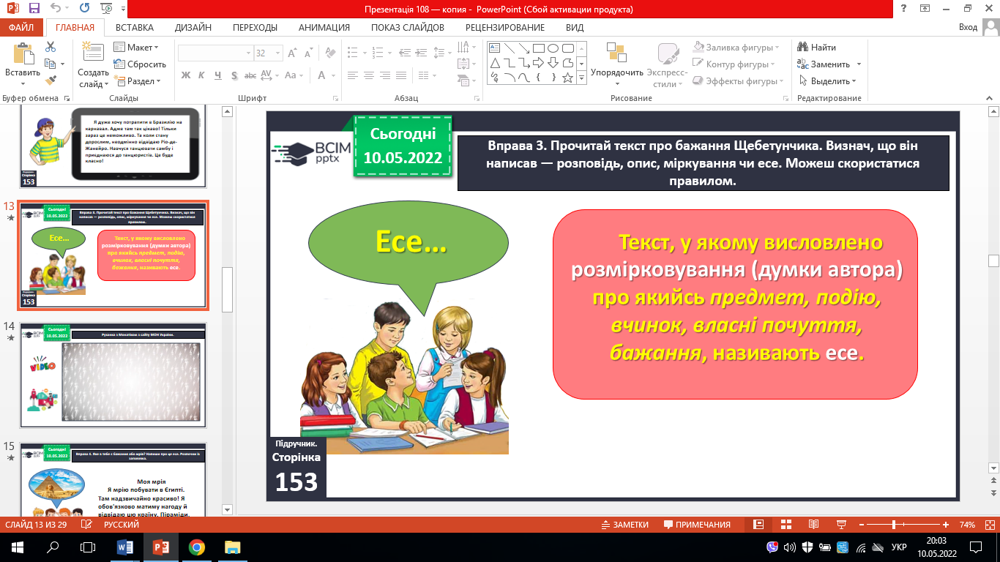 Презентація 108 — копия - PowerPoint (Сбой активации продукта)
ФАЙЛ ГЛАВНАЯ ВСТАВКА ДИЗАЙН ПЕРЕХОДЫ АНИМАЦИЯ ПОКАЗ СЛАЙДОВ РЕЦЕНЗИРОВАНИЕ ВИД Вход
Вставить
Буфер обмена
Создать слайд
Макет
Сбросить
Раздел
Слайды
32
Ж К Ч S abc AV Aa А
Шрифт
Абзац
Упорядочить
Экспресс-стили
Заливка фигуры
Контур фигуры
Эффекты фигуры
Рисование
Найти
Заменить
Выделить
Редактирование
Я дуже хочу потрапити в Бразилію на
карнавал. Адже там так цікаво! Тільки
зараз це неможливо. Та коли стану
дорослим, неодмінно відвідаю Ріо-де-
Жанейро. Навчуся танцювати самбу і
приєднаюся до танцюристів. Це буде
класно!
Підручник.
Сторінка
153
13
Сьогодні
10.05.2022
Вправа 3. Прочитай текст про бажання Щебетунчика. Визнач, що він
написав — розповідь, опис, міркування чи есе. Можеш скористатися
правилом.
Есе...
Текст, у якому висловлено
розмірковування (думки автора)
про якийсь предмет, подію,
вчинок, власні почуття,
бажання, називають есе.
Підручник.
Сторінка
153
14
Сьогодні
10.05.2022
Руханка з Монатіком з сайту МОН України.
VIDEO
15
Сьогодні
10.05.2022
Вправа 4. Яке в тебе є бажання або мрія? Напиши про це есе. Розпочни із
заголовка.
Моя мрія
Я мрію побувати в Єгипті.
Там надзвичайно красиво! Я
обов'язково матиму нагоду й
відвідаю цю країну. Піраміди,
ВСІМ
pptx
Сьогодні
10.05.2022
Вправа 3. Прочитай текст про бажання Щебетунчика. Визнач, що він
написав — розповідь, опис, міркування чи есе. Можеш скористатися
правилом.
Есе...
Текст, у якому висловлено
розмірковування (думки автора)
про якийсь предмет, подію,
вчинок, власні почуття,
бажання, називають есе.
Підручник.
Сторінка
153
СЛАЙД 13 ИЗ 29 РУССКИЙ ЗАМЕТКИ ПРИМЕЧАНИЯ 74%
УКР
20:03
10.05.2022